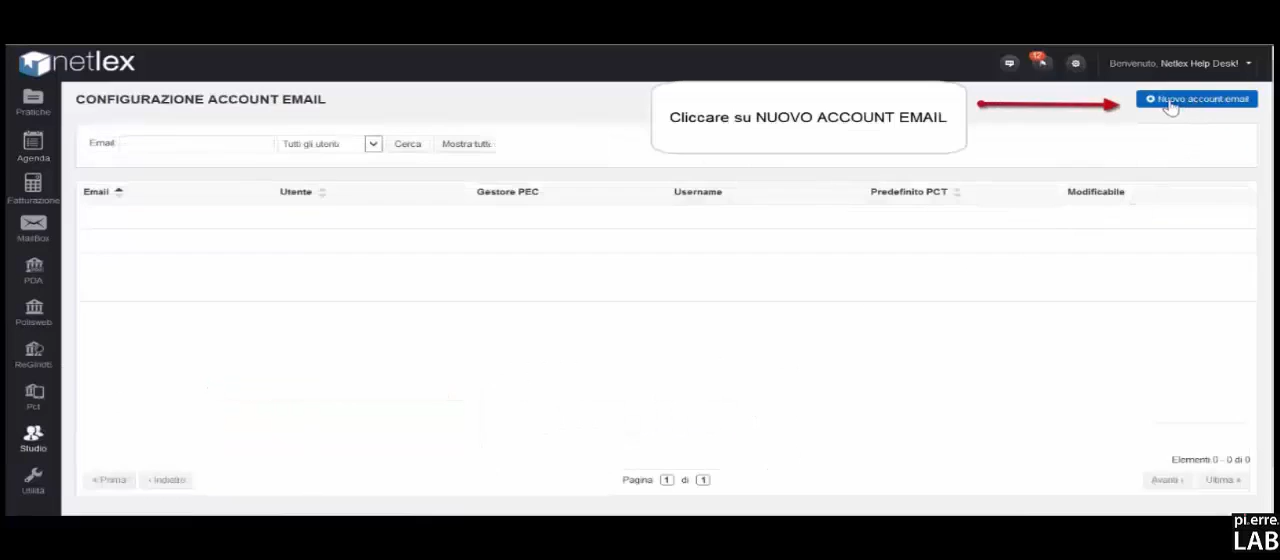 netlex
12
Benvenuto, Netlex Help Desk!
Pratiche
Agenda
Fatturazione
MailBox
PDA
Polisweb
ReGIndE
Pct
Studio
Utilità
CONFIGURAZIONE ACCOUNT EMAIL
Cliccare su NUOVO ACCOUNT EMAIL
Nuovo account email
Email Tutti gli utenti Cerca Mostra tutti
Email Utente Gestore PEC Username Predefinito PCT Modificabile
Elementi 0 - 0 di 0
« Prima ‹ Indietro Pagina 1 di 1 Avanti › Ultima »
pi.erre.
LAB